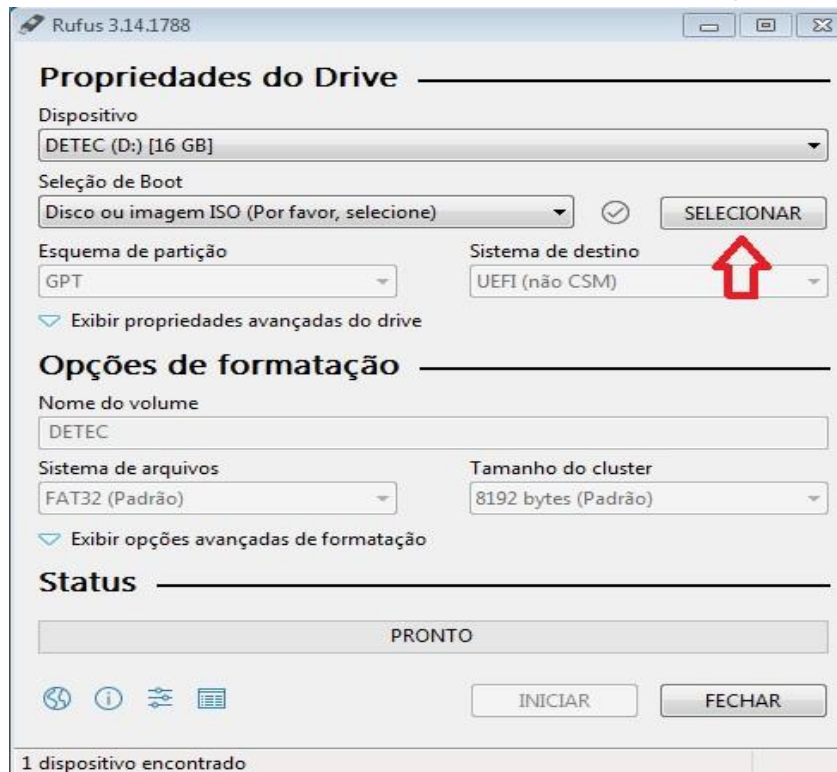 Rufus 3.14.1788
Propriedades do Drive
Dispositivo
DETEC (D:) [16 GB]
Seleção de Boot
Disco ou imagem ISO (Por favor, selecione)
SELECIONAR
Esquema de partição
Sistema de destino
GPT
UEFI (não CSM)
Exibir propriedades avançadas do drive
Opções de formatação
Nome do volume
DETEC
Sistema de arquivos
Tamanho do cluster
FAT32 (Padrão)
8192 bytes (Padrão)
Exibir opções avançadas de formatação
Status
PRONTO
INICIAR
FECHAR
1 dispositivo encontrado